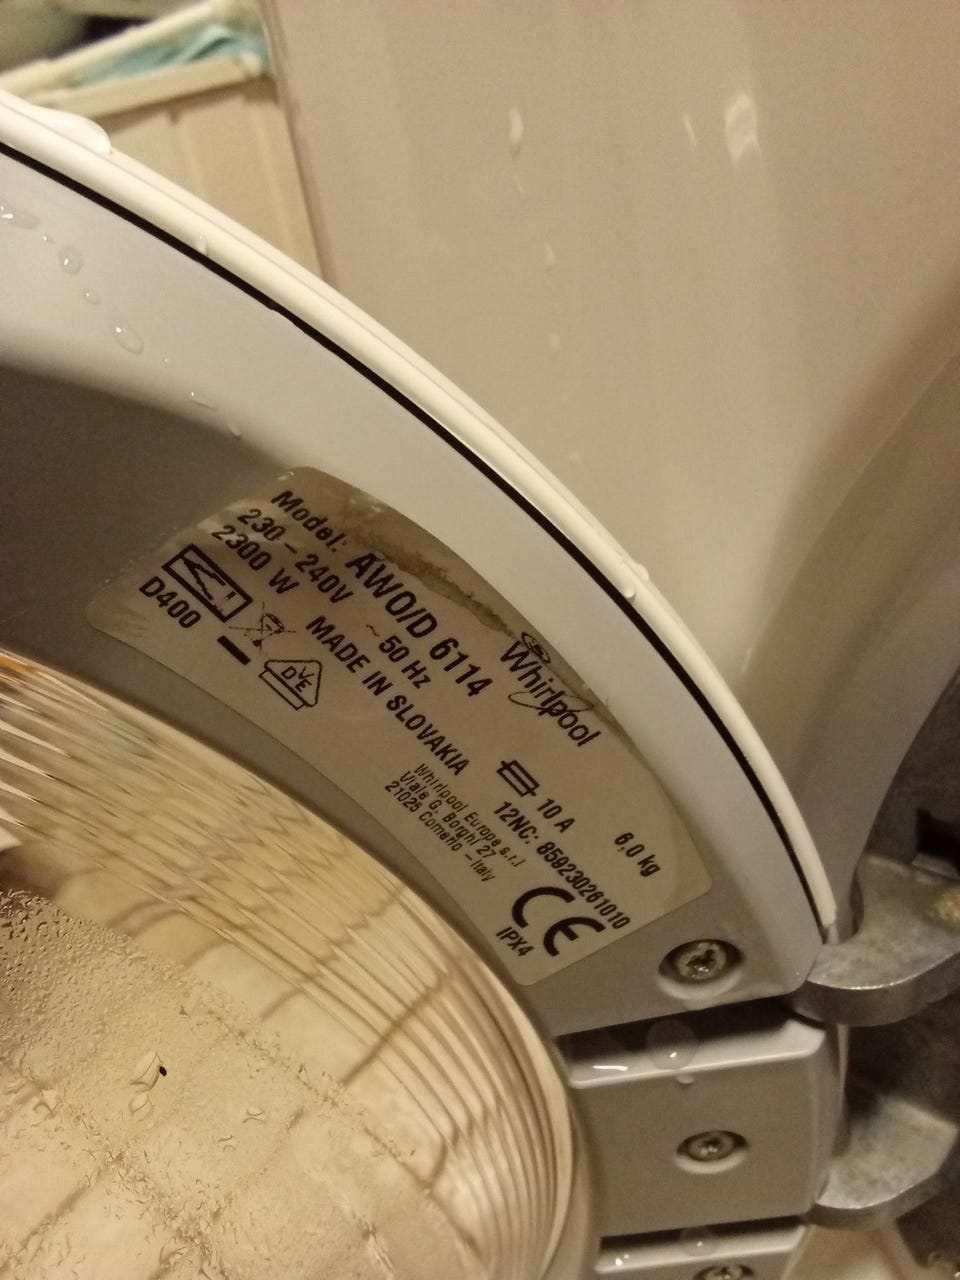 Whirlpool
Model: AWO/D 6114
230 - 240V ~ 50 Hz
2300 W
MADE IN SLOVAKIA
10 A
6,0 kg
12NC: 859230261010
D400
DVE
Whirlpool Europe s.r.l
Viale G. Borghi 27
21025 Comerio - Italy
CE
IPX4